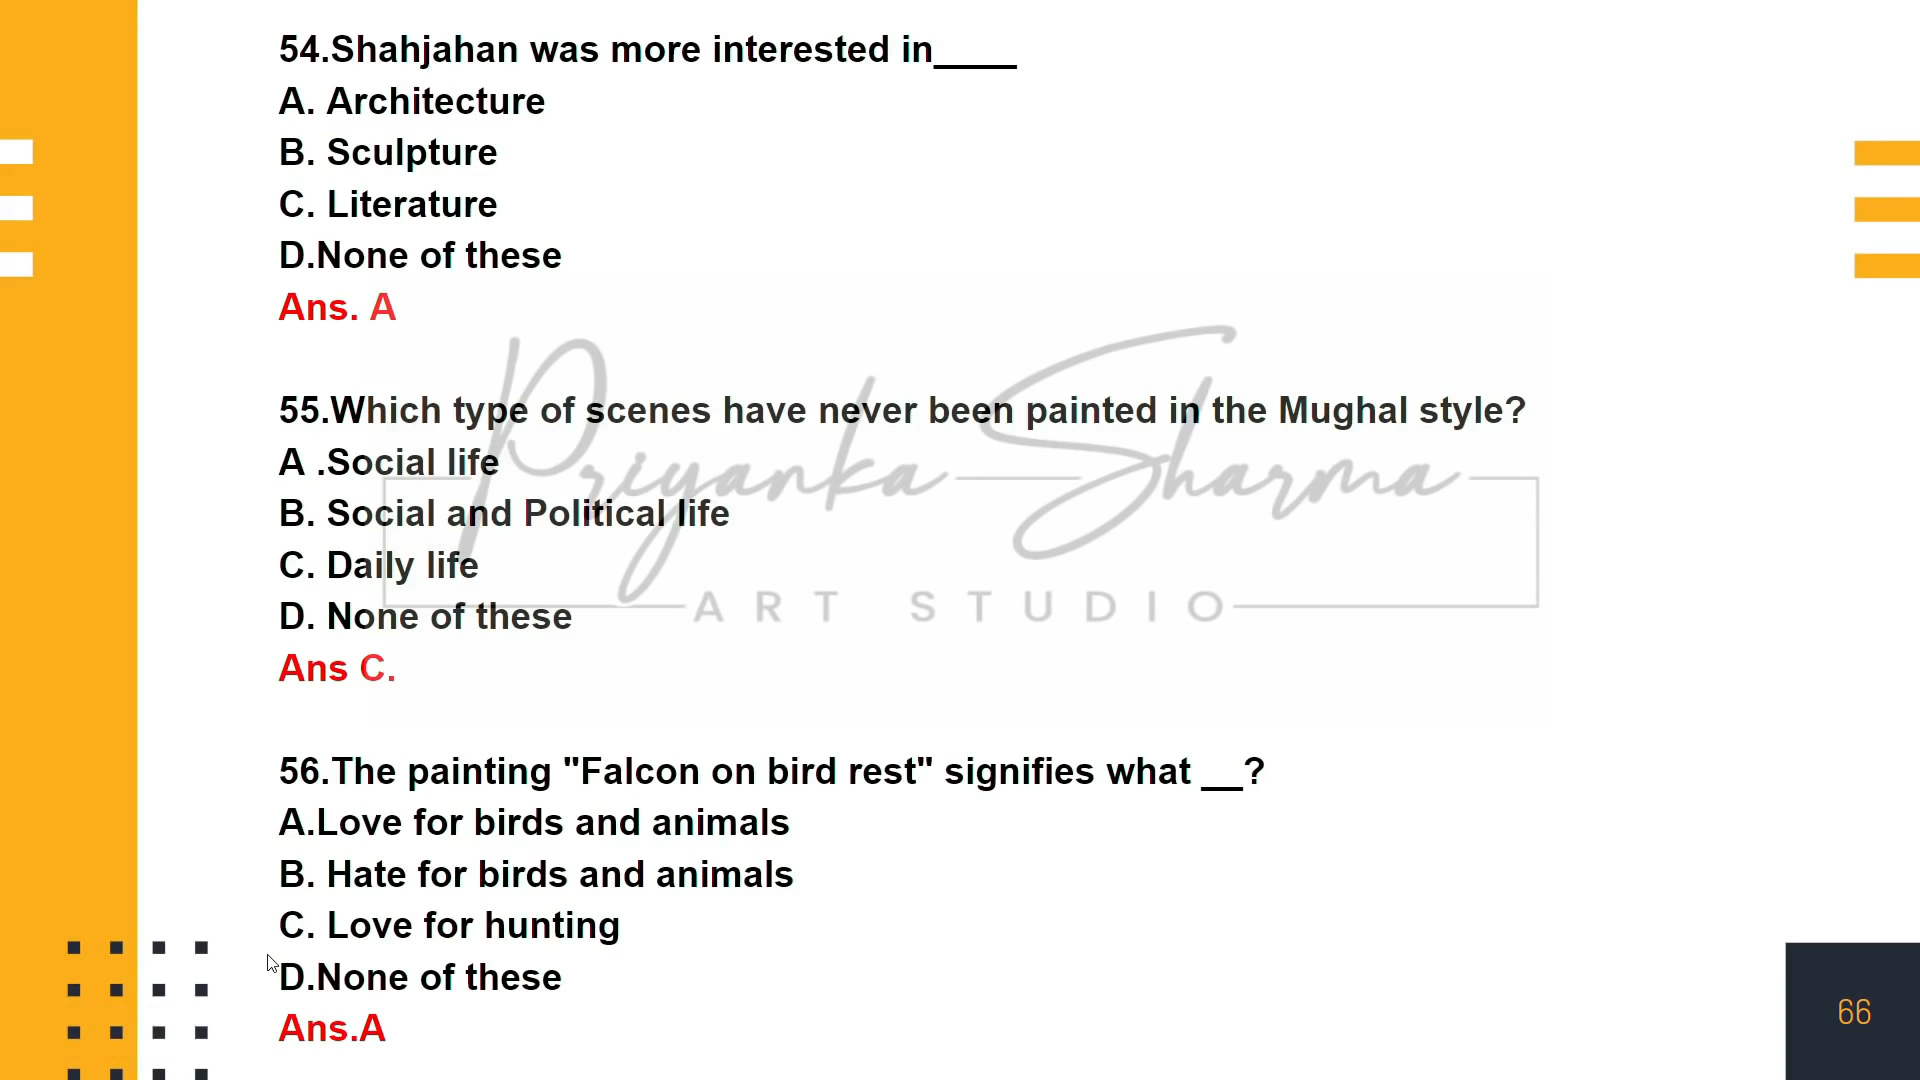 54.Shahjahan was more interested in____
A. Architecture
B. Sculpture
C. Literature
D.None of these
Ans. A
55.Which type of scenes have never been painted in the Mughal style?
A .Social life
B. Social and Political life
C. Daily life
D. None of these
Ans C.
Priyanka Sharma
ART STUDIO
56.The painting "Falcon on bird rest" signifies what __?
A.Love for birds and animals
B. Hate for birds and animals
C. Love for hunting
D.None of these
Ans.A
66